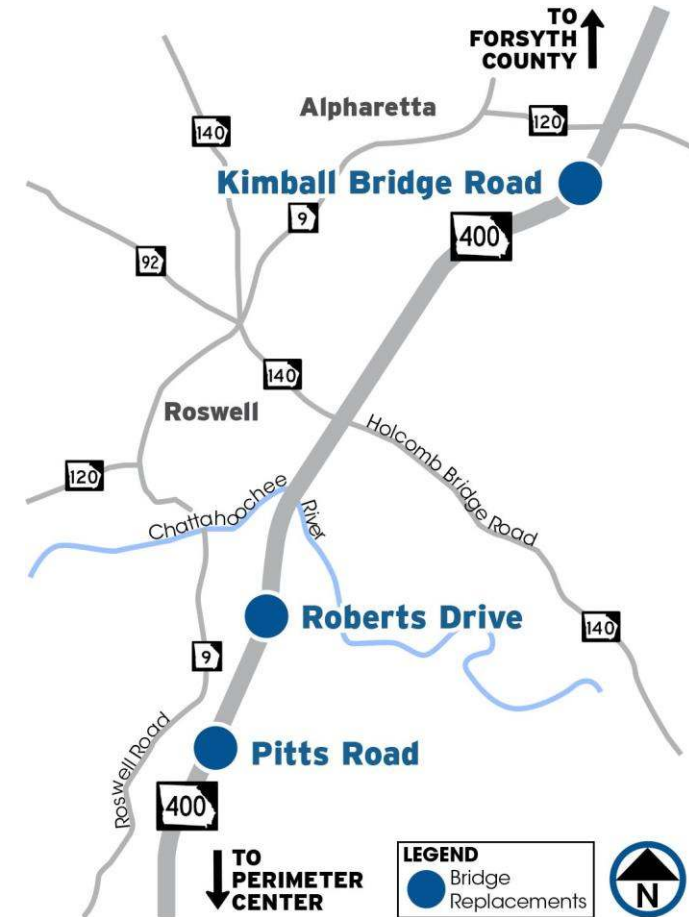 TO
FORSYTH
COUNTY
Alpharetta
140
120
Kimball Bridge Road
9
400
92
140
Roswell
Holcomb Bridge Road
120
Chattahoochee
River
Roberts Drive
140
9
Roswell Road
Pitts Road
400
TO
PERIMETER
CENTER
LEGEND
Bridge
Replacements
N